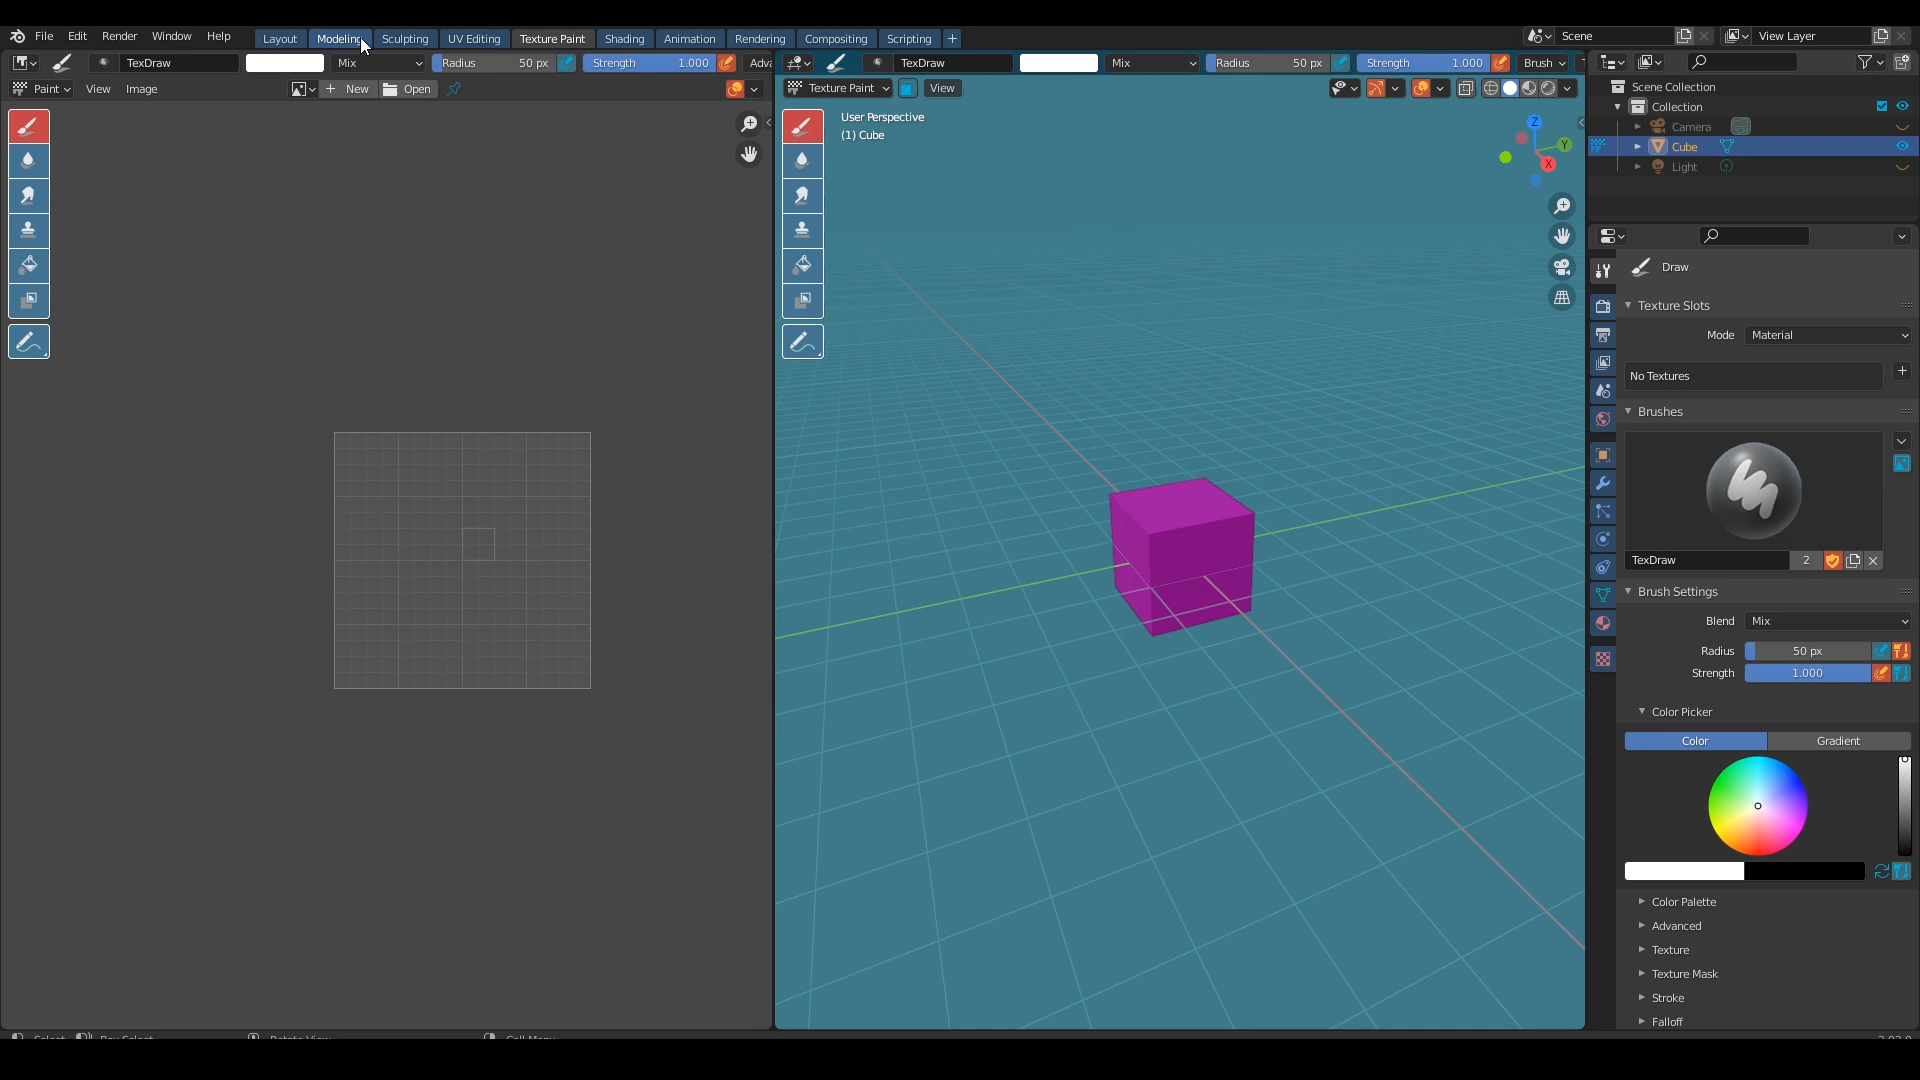 File Edit Render Window Help Layout Modeling Sculpting UV Editing Texture Paint Shading Animation Rendering Compositing Scripting + Scene View Layer
TexDraw Mix Radius 50 px Strength 1.000 Adv
TexDraw Mix Radius 50 px Strength 1.000 Brush
Paint View Image + New Open
Texture Paint View
User Perspective
(1) Cube
Z
Y
X
Scene Collection
Collection
Camera
Cube
Light
Draw
Texture Slots
Mode Material
No Textures
Brushes
TexDraw 2
Brush Settings
Blend Mix
Radius 50 px
Strength 1.000
Color Picker
Color Gradient
Color Palette
Advanced
Texture
Texture Mask
Stroke
Falloff